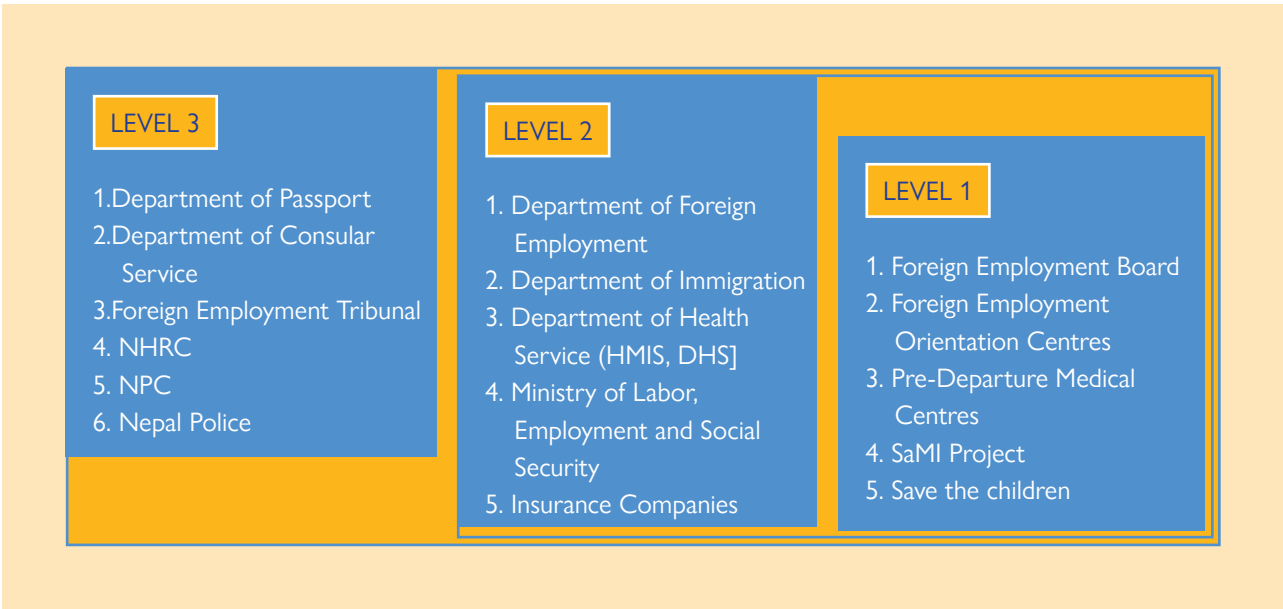 LEVEL 3
1.Department of Passport
2.Department of Consular
Service
3.Foreign Employment Tribunal
4. NHRC
5. NPC
6. Nepal Police
LEVEL 2
1. Department of Foreign
Employment
2. Department of Immigration
3. Department of Health
Service (HMIS, DHS]
4. Ministry of Labor,
Employment and Social
Security
5. Insurance Companies
LEVEL 1
1. Foreign Employment Board
2. Foreign Employment
Orientation Centres
3. Pre-Departure Medical
Centres
4. SaMI Project
5. Save the children